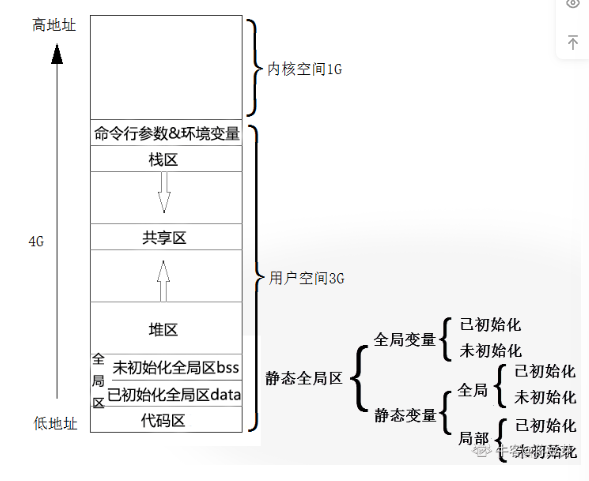 高地址
内核空间1G
命令行参数&环境变量
栈区
共享区
4G
用户空间3G
堆区
全局区
未初始化全局区bss
已初始化全局区data
代码区
低地址
静态全局区
全局变量
已初始化
未初始化
静态变量
全局
已初始化
未初始化
局部
已初始化
未初始化